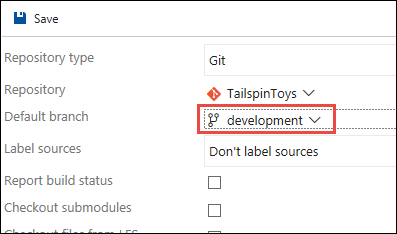 Save
Repository type
Git
Repository
TailspinToys
Default branch
development
Label sources
Don't label sources
Report build status
Checkout submodules
Checkout files from LFS